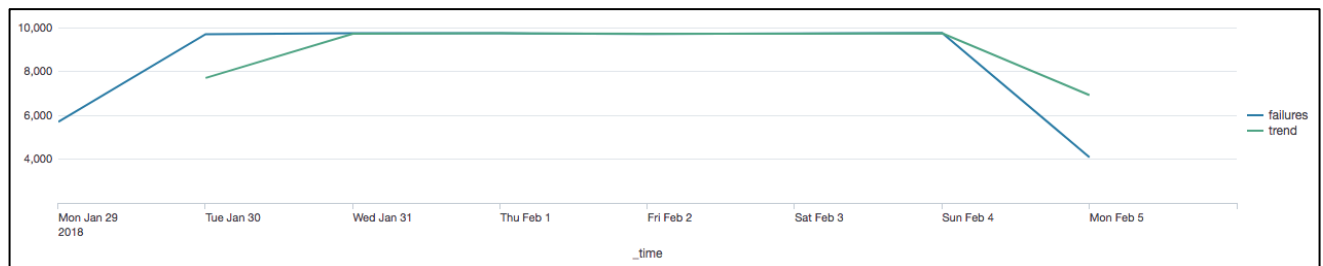 10,000
8,000
6,000
4,000
failures
trend
Mon Jan 29 Tue Jan 30 Wed Jan 31 Thu Feb 1 Fri Feb 2 Sat Feb 3 Sun Feb 4 Mon Feb 5
2018
_time